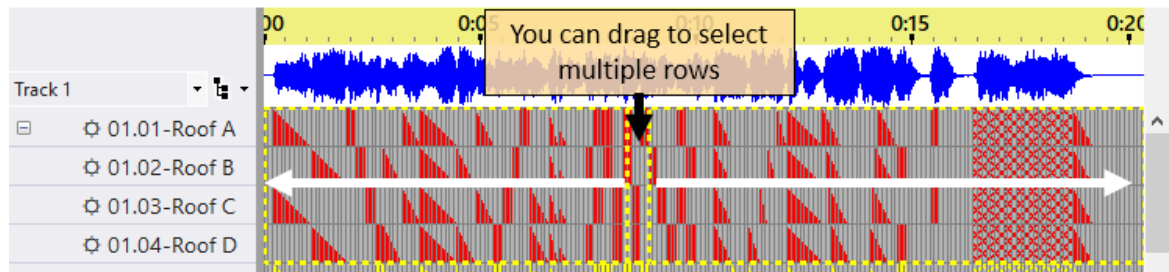 00
0:05
0:10
0:15
0:20
You can drag to select
multiple rows
Track 1
01.01-Roof A
01.02-Roof B
01.03-Roof C
01.04-Roof D